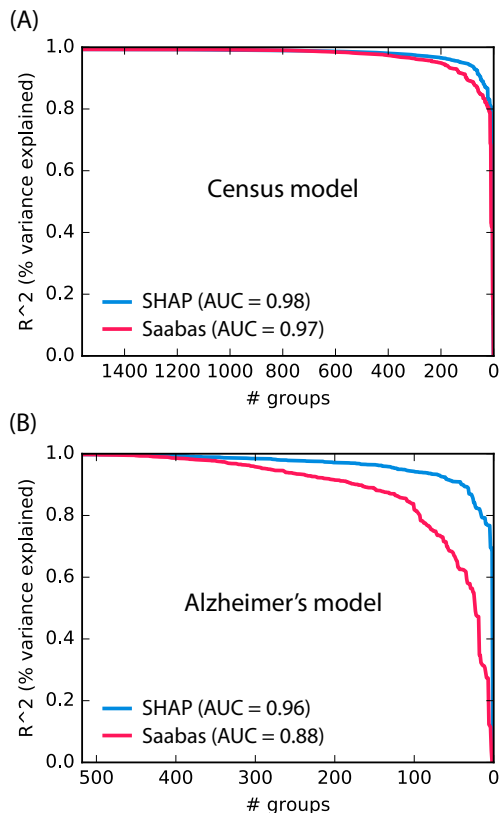 (A)
1.0
0.8
0.6
0.4
0.2
0.0
R^2 (% variance explained)
Census model
SHAP (AUC = 0.98)
Saabas (AUC = 0.97)
1400 1200 1000 800 600 400 200 0
# groups
(B)
1.0
0.8
0.6
0.4
0.2
0.0
R^2 (% variance explained)
Alzheimer’s model
SHAP (AUC = 0.96)
Saabas (AUC = 0.88)
500 400 300 200 100 0
# groups